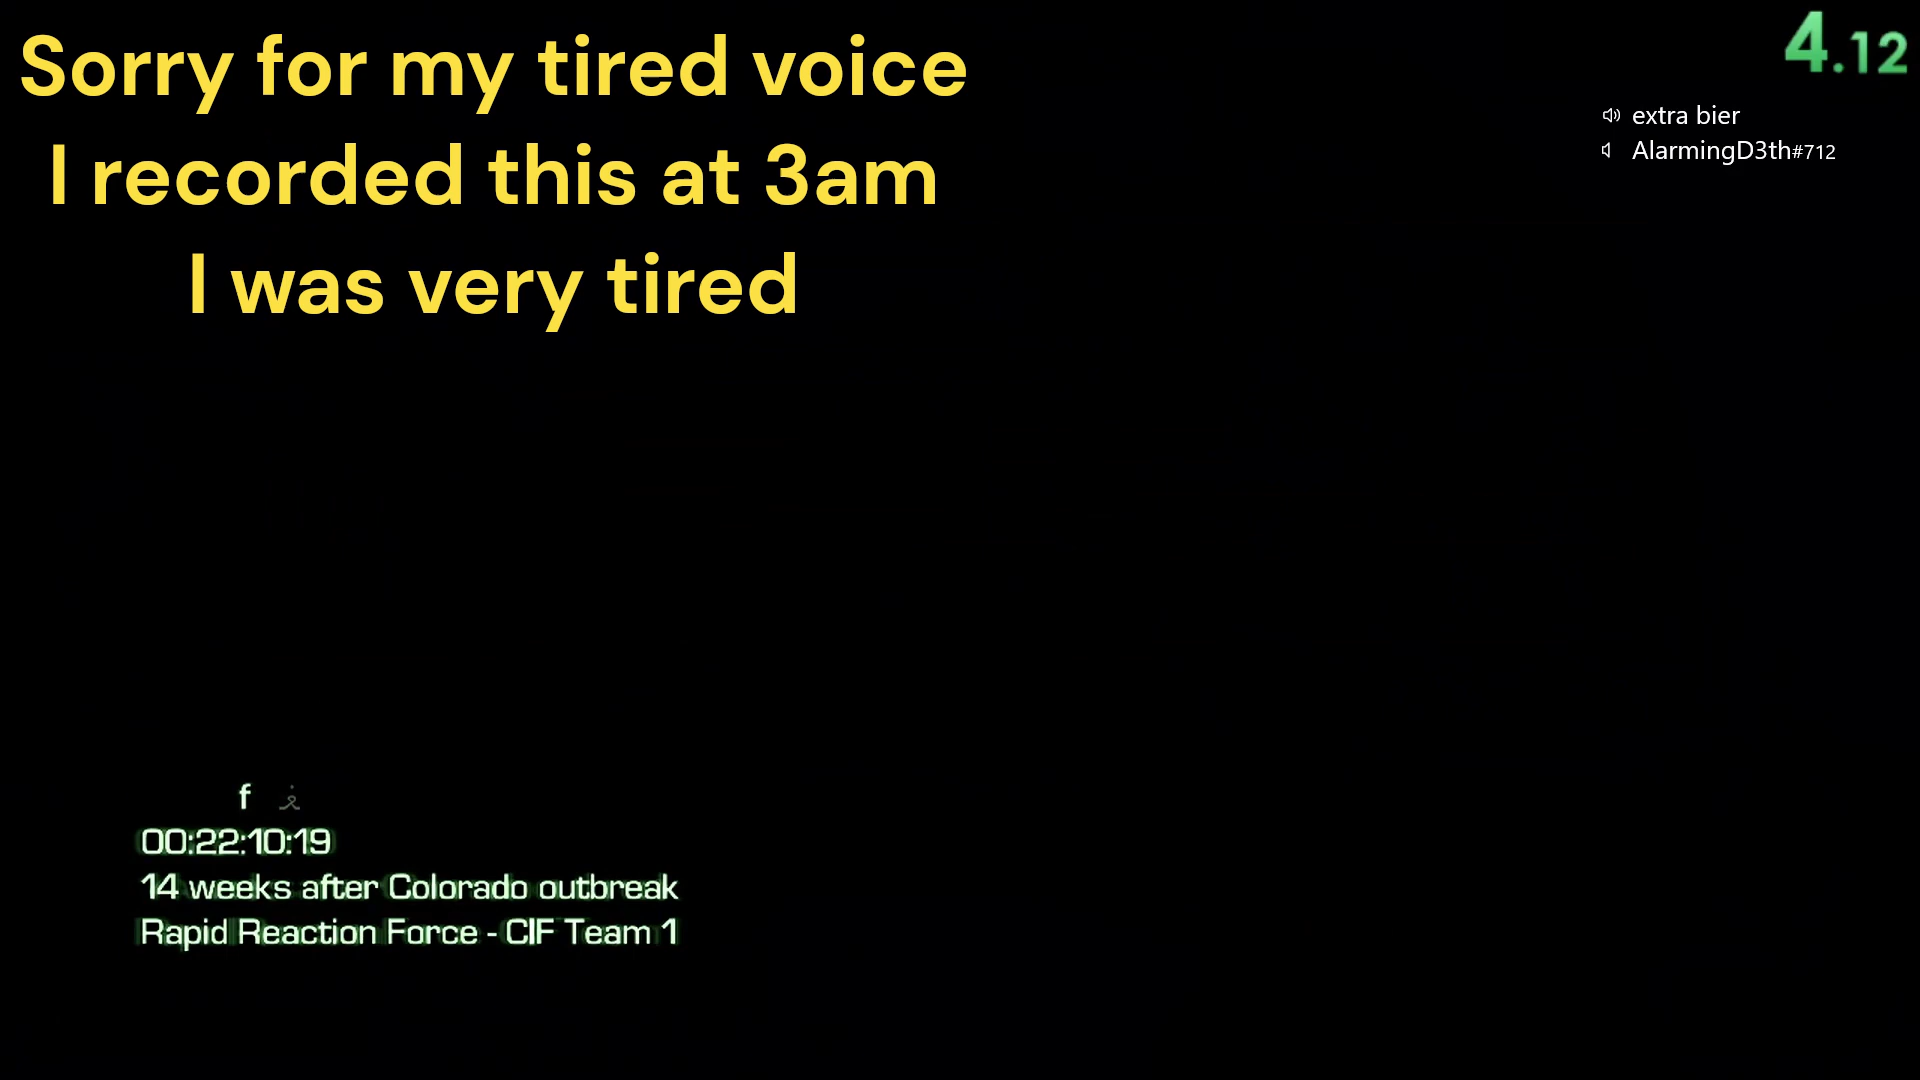 Sorry for my tired voice
I recorded this at 3am
I was very tired
4.12
extra bier
AlarmingD3th#712
f
00:22:10:19
14 weeks after Colorado outbreak
Rapid Reaction Force - CIF Team 1